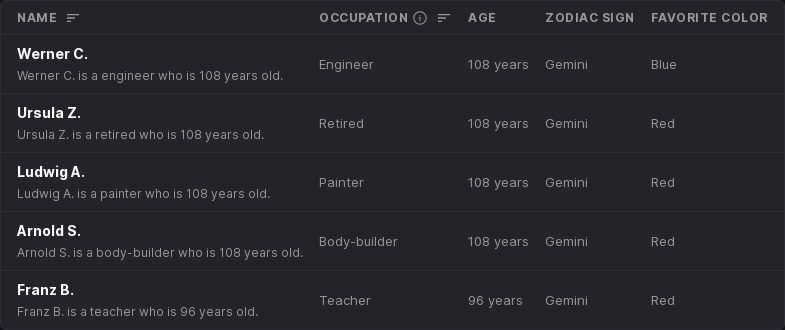 NAME OCCUPATION AGE ZODIAC SIGN FAVORITE COLOR
Werner C.
Werner C. is a engineer who is 108 years old.
Engineer 108 years Gemini Blue
Ursula Z.
Ursula Z. is a retired who is 108 years old.
Retired 108 years Gemini Red
Ludwig A.
Ludwig A. is a painter who is 108 years old.
Painter 108 years Gemini Red
Arnold S.
Arnold S. is a body-builder who is 108 years old.
Body-builder 108 years Gemini Red
Franz B.
Franz B. is a teacher who is 96 years old.
Teacher 96 years Gemini Red